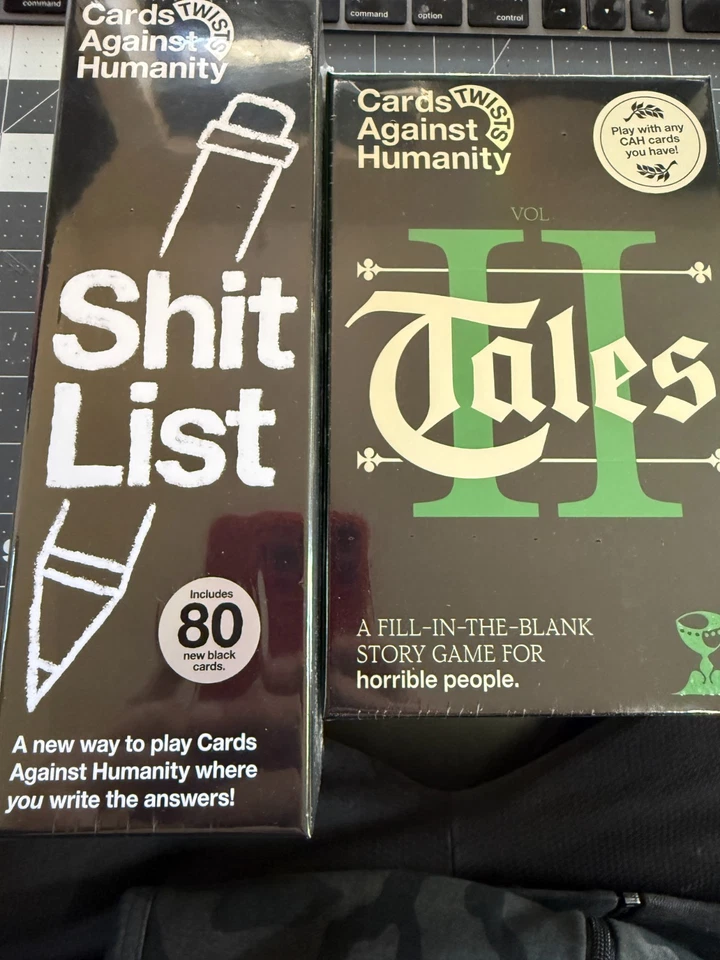 command
command
option
control
Cards
Against
Humanity
TWISTS
Shit
List
Includes
80
new black
cards.
A new way to play Cards
Against Humanity where
you write the answers!
Cards
Against
Humanity
TWISTS
Play with any
CAH cards
you have!
VOL
II
Tales
A FILL-IN-THE-BLANK
STORY GAME FOR
horrible people.